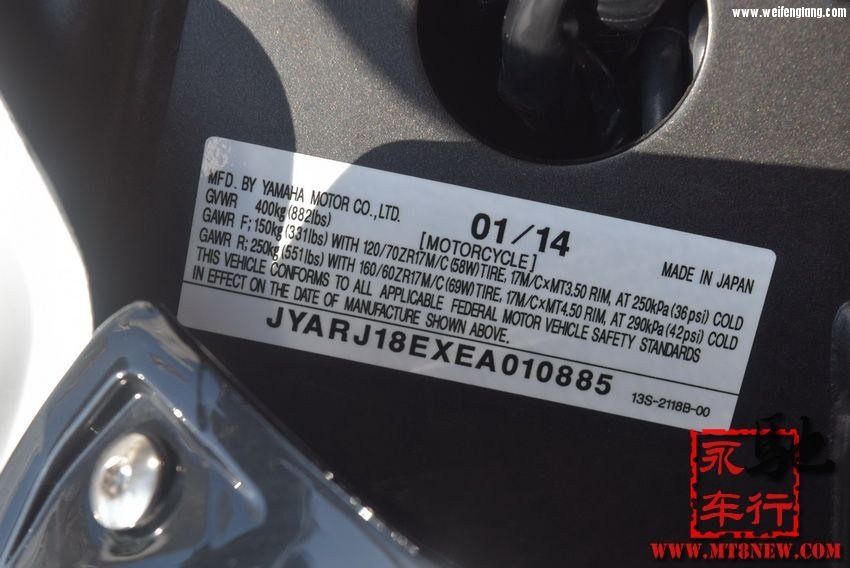 www.weifengtang.com
MFD. BY YAMAHA MOTOR CO.,LTD. 01/14
GVWR 400kg(882lbs) [MOTORCYCLE] MADE IN JAPAN
GAWR F; 150kg(331lbs) WITH 120/70ZR17M/C(58W)TIRE, 17M/C×MT3.50 RIM, AT 250kPa(36psi) COLD
GAWR R; 250kg(551lbs) WITH 160/60ZR17M/C(69W)TIRE, 17M/C×MT4.50 RIM, AT 290kPa(42psi) COLD
THIS VEHICLE CONFORMS TO ALL APPLICABLE FEDERAL MOTOR VEHICLE SAFETY STANDARDS
IN EFFECT ON THE DATE OF MANUFACTURE SHOWN ABOVE.
JYARJ18EXEA010885 13S-2118B-00
永驰
车行
WWW.MT8NEW.COM